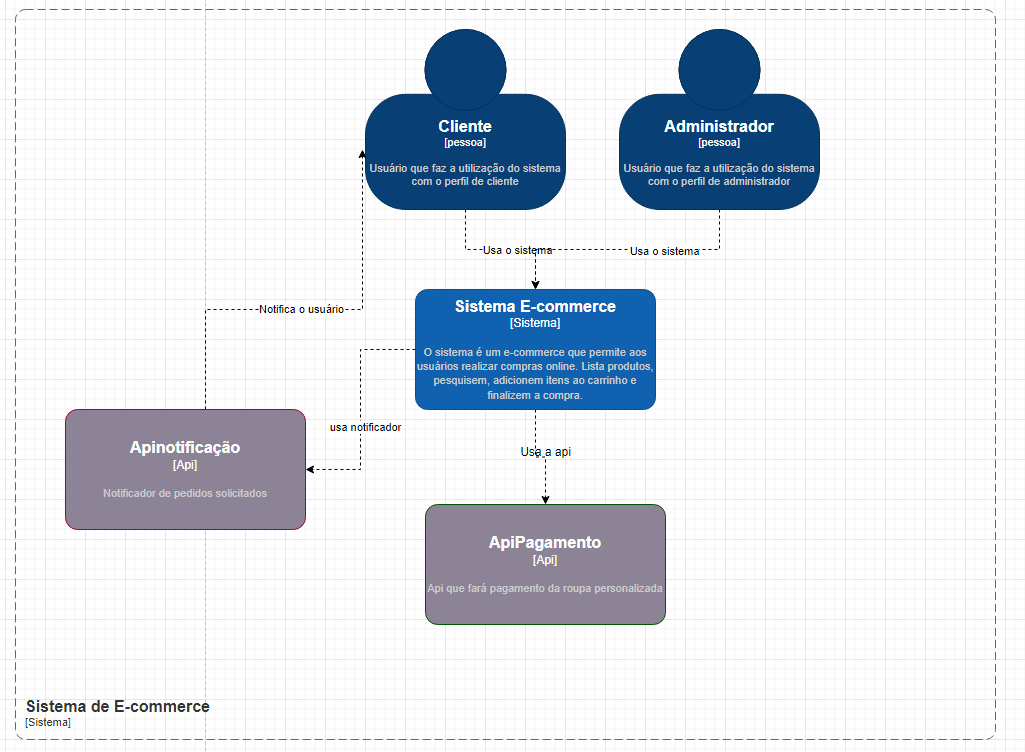 Cliente
[pessoa]
Usuário que faz a utilização do sistema
com o perfil de cliente
Administrador
[pessoa]
Usuário que faz a utilização do sistema
com o perfil de administrador
Usa o sistema
Usa o sistema
Sistema E-commerce
[Sistema]
O sistema é um e-commerce que permite aos
usuários realizar compras online. Lista produtos,
pesquisem, adicionem itens ao carrinho e
finalizem a compra.
Notifica o usuário
usa notificador
Apinotificação
[Api]
Notificador de pedidos solicitados
Usa a api
ApiPagamento
[Api]
Api que fará pagamento da roupa personalizada
Sistema de E-commerce
[Sistema]